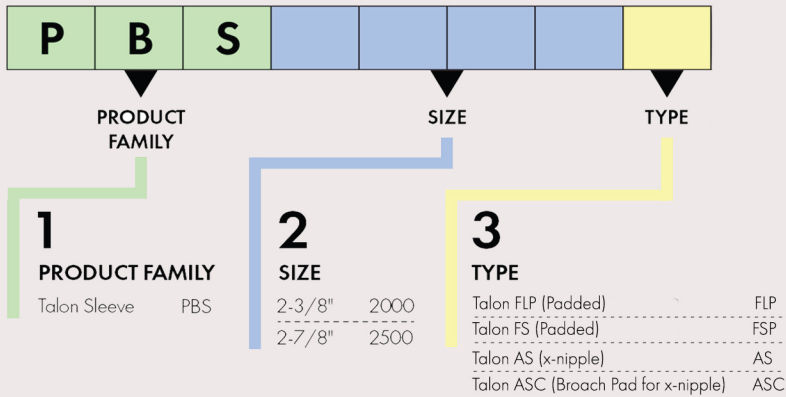 P B S
PRODUCT FAMILY
SIZE
TYPE
1
PRODUCT FAMILY
Talon Sleeve PBS
2
SIZE
2-3/8" 2000
2-7/8" 2500
3
TYPE
Talon FLP (Padded) FLP
Talon FS (Padded) FSP
Talon AS (x-nipple) AS
Talon ASC (Broach Pad for x-nipple) ASC